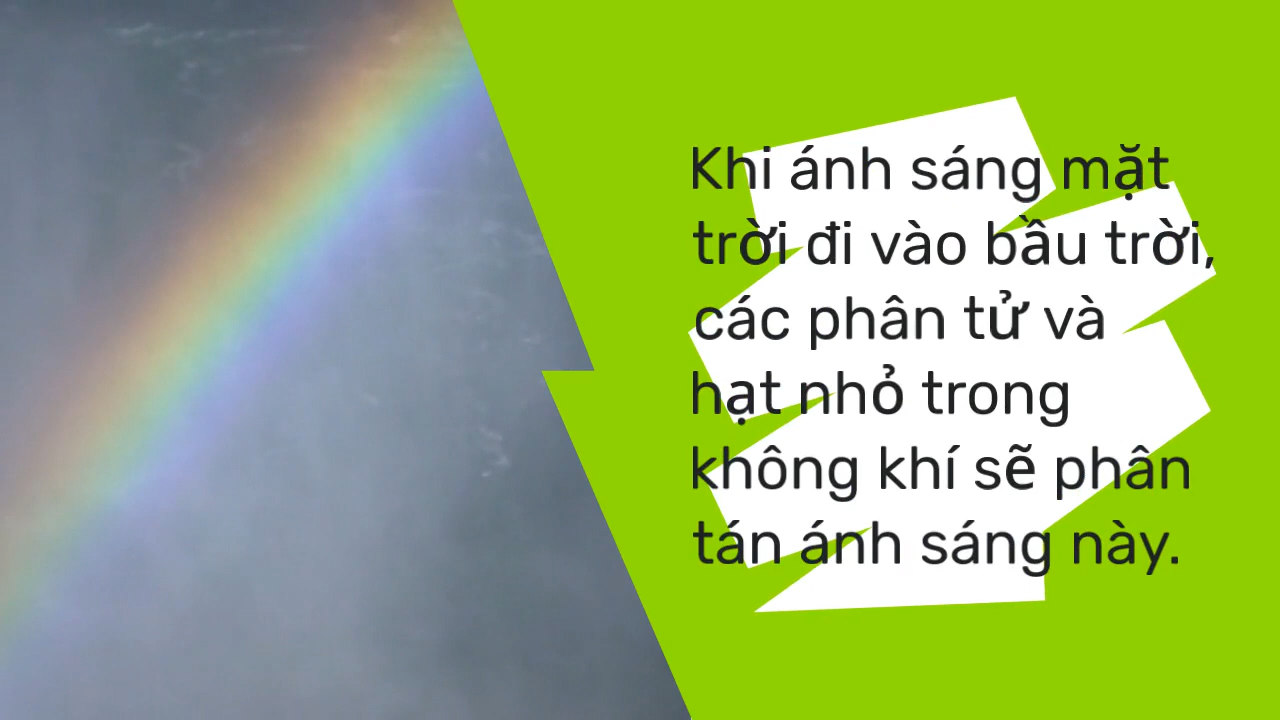 Khi ánh sáng mặt
trời đi vào bầu trời,
các phân tử và
hạt nhỏ trong
không khí sẽ phân
tán ánh sáng này.